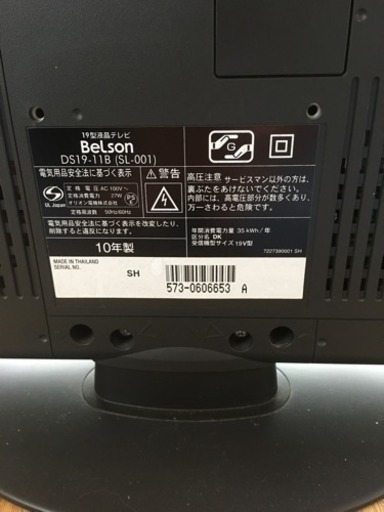 19型液晶テレビ
BeLson
DS19-11B (SL-001)
電気用品安全法に基づく表示
UL Japan
定格電圧 AC 100V~
定格消費電力 27W
オリオン電機株式会社
定格周波数 50Hz/60Hz
PS E
電気用品安全法に基づく表示を改変したり、
削除すると違反になります。
10年製
警告
G
高圧注意 サービスマン以外の方は、
裏ぶたをあけないでください。
内部には、高電圧部分が数多くあり、
万一さわると危険です。
年間消費電力量 35 kWh/年
区分名 DK
受信機型サイズ 19V型
7227390001 SH
MADE IN THAILAND
SERIAL NO.
SH
573-0606653 A